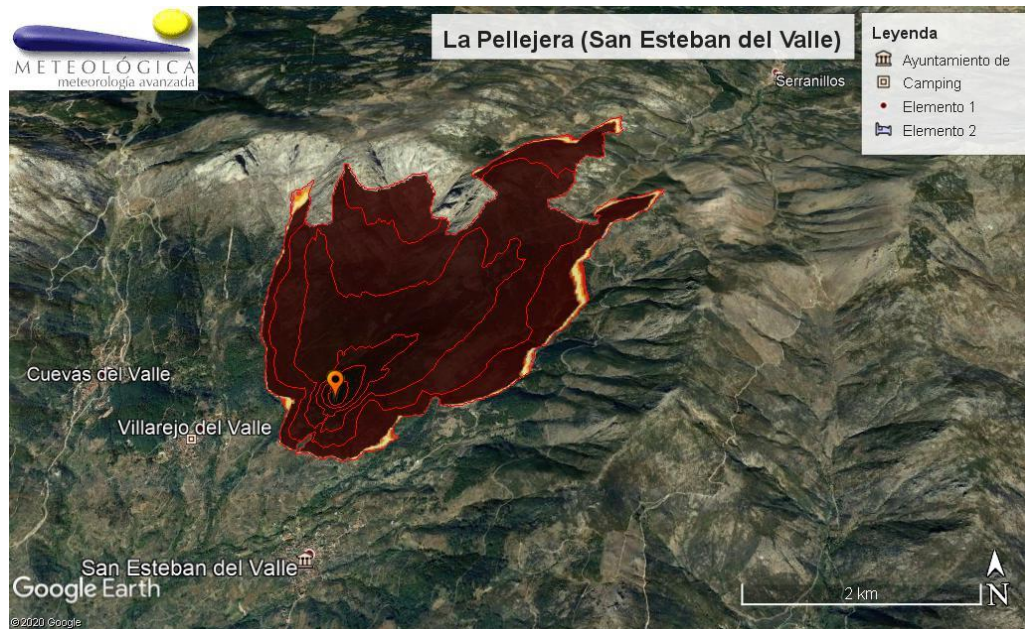 METEOLÓGICA
meteorología avanzada
La Pellejera (San Esteban del Valle)
Leyenda
Ayuntamiento de
Camping
Elemento 1
Elemento 2
Serranillos
Cuevas del Valle
Villarejo del Valle
San Esteban del Valle
Google Earth
2 km
N
©2020 Google